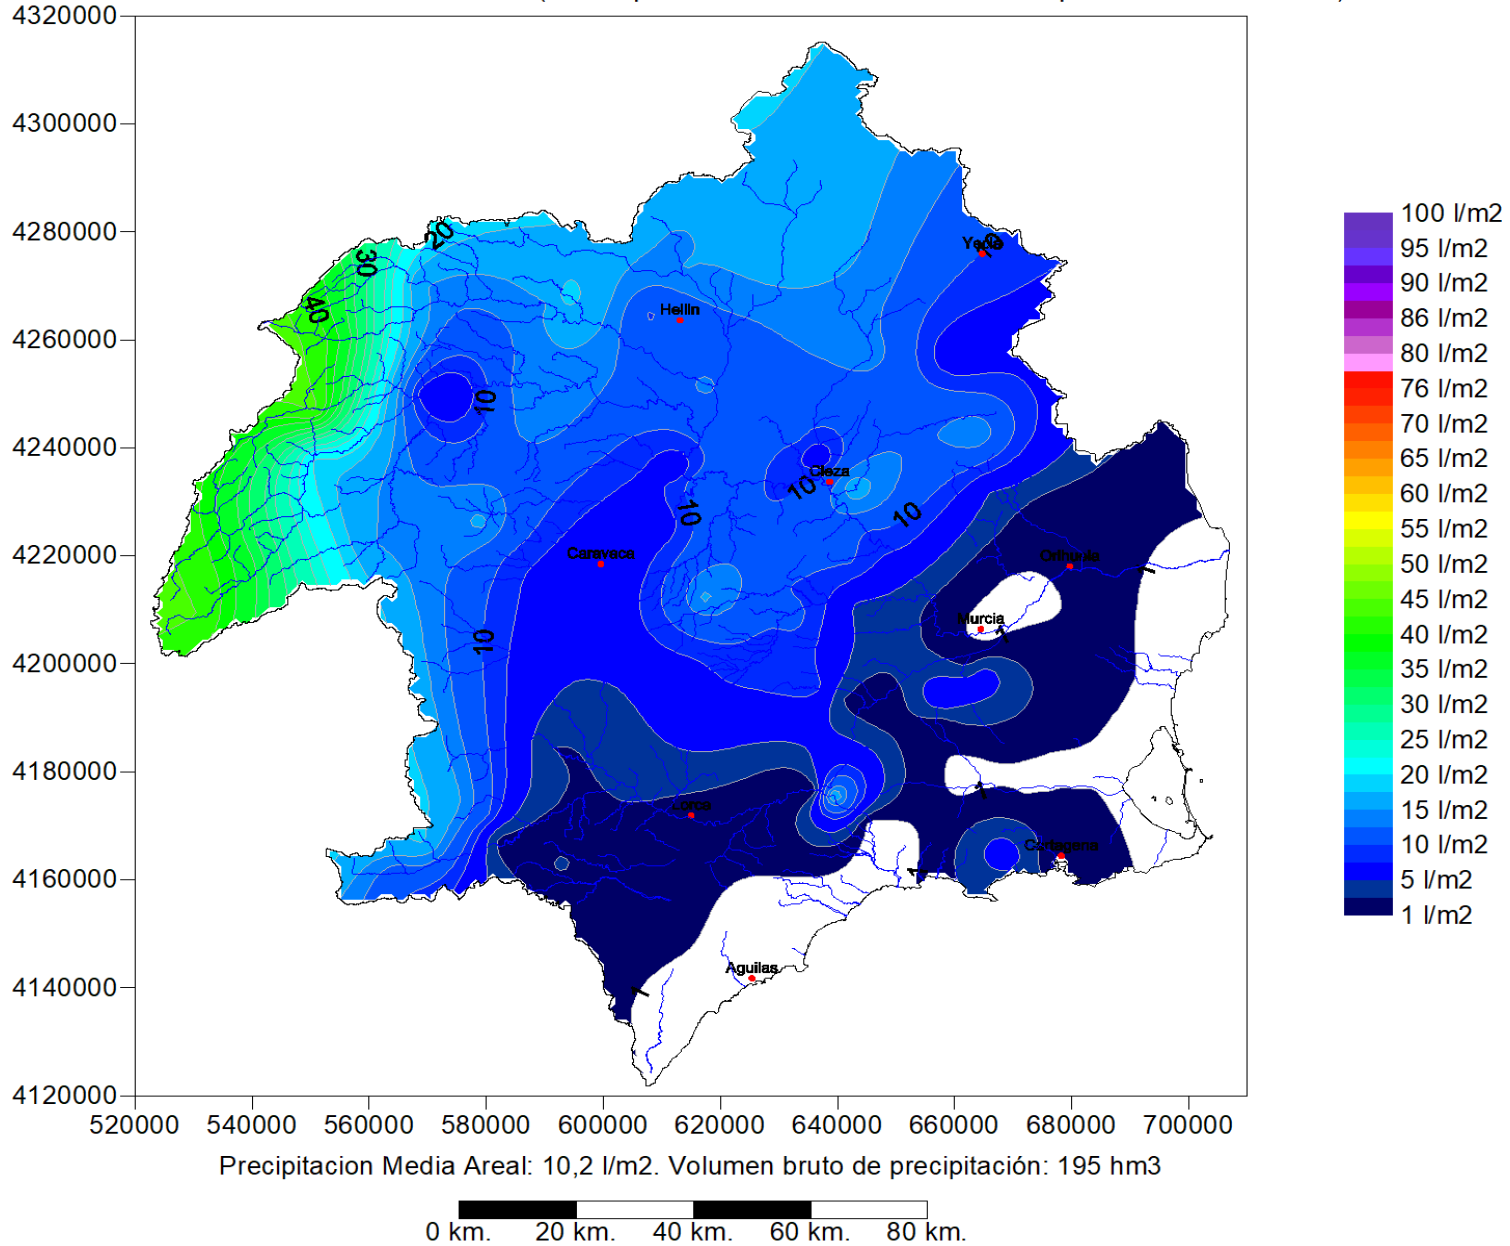 4320000
4300000
4280000
4260000
4240000
4220000
4200000
4180000
4160000
4140000
4120000
520000 540000 560000 580000 600000 620000 640000 660000 680000 700000
20
30
40
Yecla
10
Hellin
10
Cieza
10
10
10
Caravaca
Orihuela
1
Murcia
1
10
1
Lorca
Cartagena
1
Aguilas
1
100 l/m2
95 l/m2
90 l/m2
86 l/m2
80 l/m2
76 l/m2
70 l/m2
65 l/m2
60 l/m2
55 l/m2
50 l/m2
45 l/m2
40 l/m2
35 l/m2
30 l/m2
25 l/m2
20 l/m2
15 l/m2
10 l/m2
5 l/m2
1 l/m2
Precipitacion Media Areal: 10,2 l/m2. Volumen bruto de precipitación: 195 hm3
0 km. 20 km. 40 km. 60 km. 80 km.